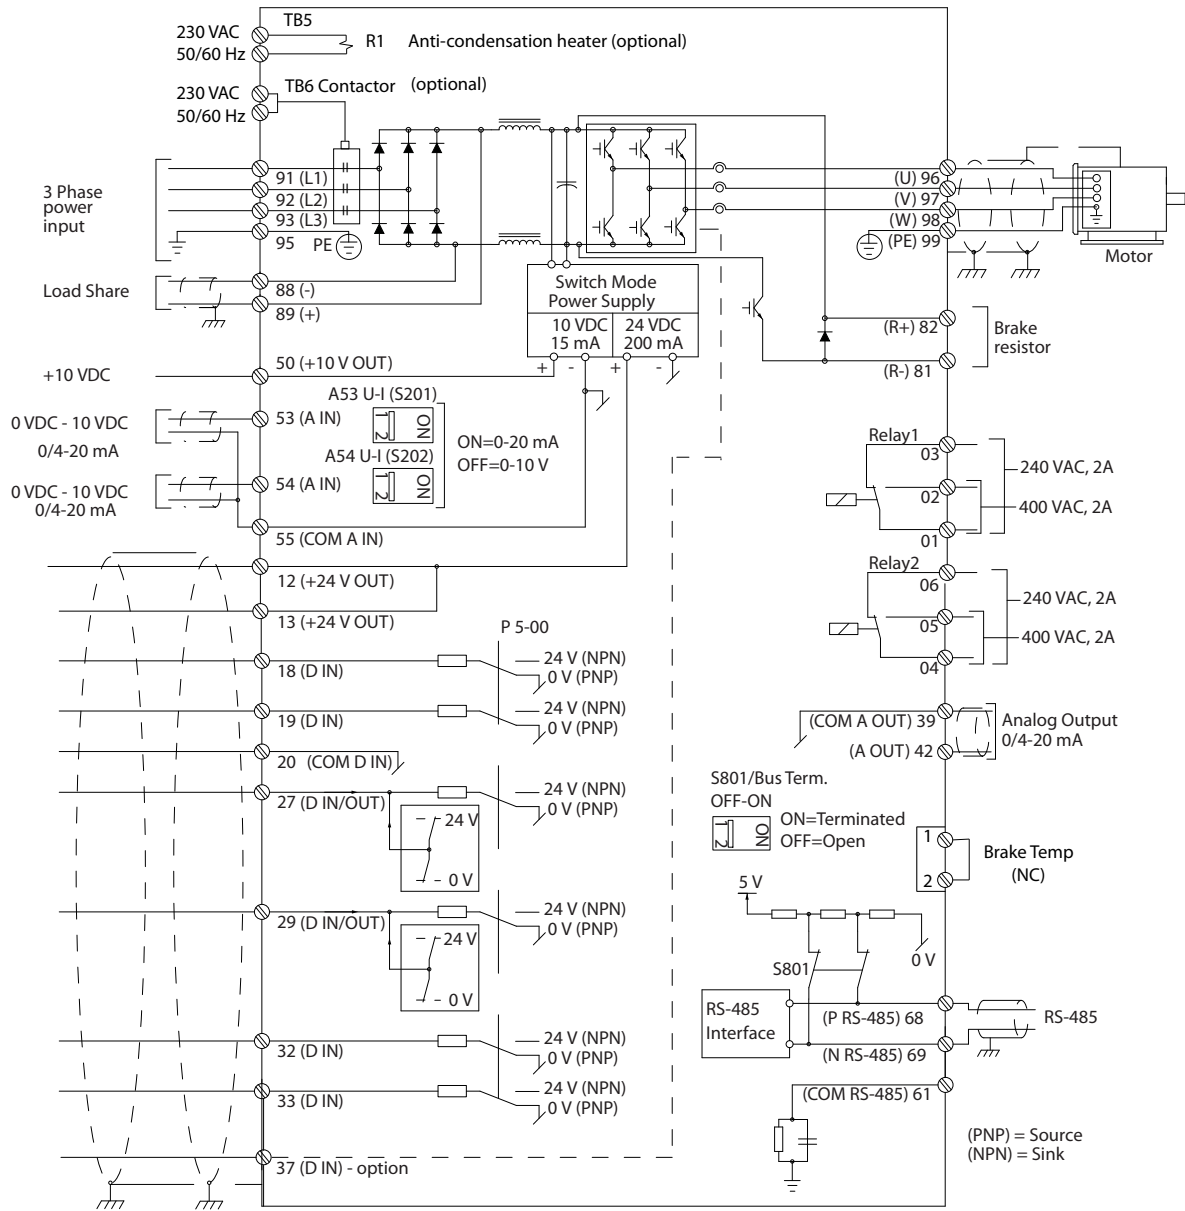 TB5
230 VAC
50/60 Hz
R1
Anti-condensation heater (optional)
TB6 Contactor
(optional)
230 VAC
50/60 Hz
3 Phase
power
input
91 (L1)
92 (L2)
93 (L3)
95
PE
(U) 96
(V) 97
(W) 98
(PE) 99
Motor
Load Share
88 (-)
89 (+)
Switch Mode
Power Supply
10 VDC
15 mA
24 VDC
200 mA
+ - + -
(R+) 82
(R-) 81
Brake
resistor
+10 VDC
50 (+10 V OUT)
A53 U-I (S201)
1 2
ON
0 VDC - 10 VDC
0/4-20 mA
53 (A IN)
A54 U-I (S202)
1 2
ON
ON=0-20 mA
OFF=0-10 V
0 VDC - 10 VDC
0/4-20 mA
54 (A IN)
55 (COM A IN)
Relay1
03
02
01
240 VAC, 2A
400 VAC, 2A
Relay2
06
05
04
240 VAC, 2A
400 VAC, 2A
12 (+24 V OUT)
13 (+24 V OUT)
P 5-00
18 (D IN)
24 V (NPN)
0 V (PNP)
19 (D IN)
24 V (NPN)
0 V (PNP)
20 (COM D IN)
27 (D IN/OUT)
24 V (NPN)
0 V (PNP)
24 V
0 V
29 (D IN/OUT)
24 V (NPN)
0 V (PNP)
24 V
0 V
32 (D IN)
24 V (NPN)
0 V (PNP)
33 (D IN)
24 V (NPN)
0 V (PNP)
37 (D IN) - option
(COM A OUT) 39
(A OUT) 42
Analog Output
0/4-20 mA
S801/Bus Term.
OFF-ON
1 2
ON
ON=Terminated
OFF=Open
1
2
Brake Temp
(NC)
5 V
S801
0 V
RS-485
Interface
(P RS-485) 68
(N RS-485) 69
RS-485
(COM RS-485) 61
(PNP) = Source
(NPN) = Sink